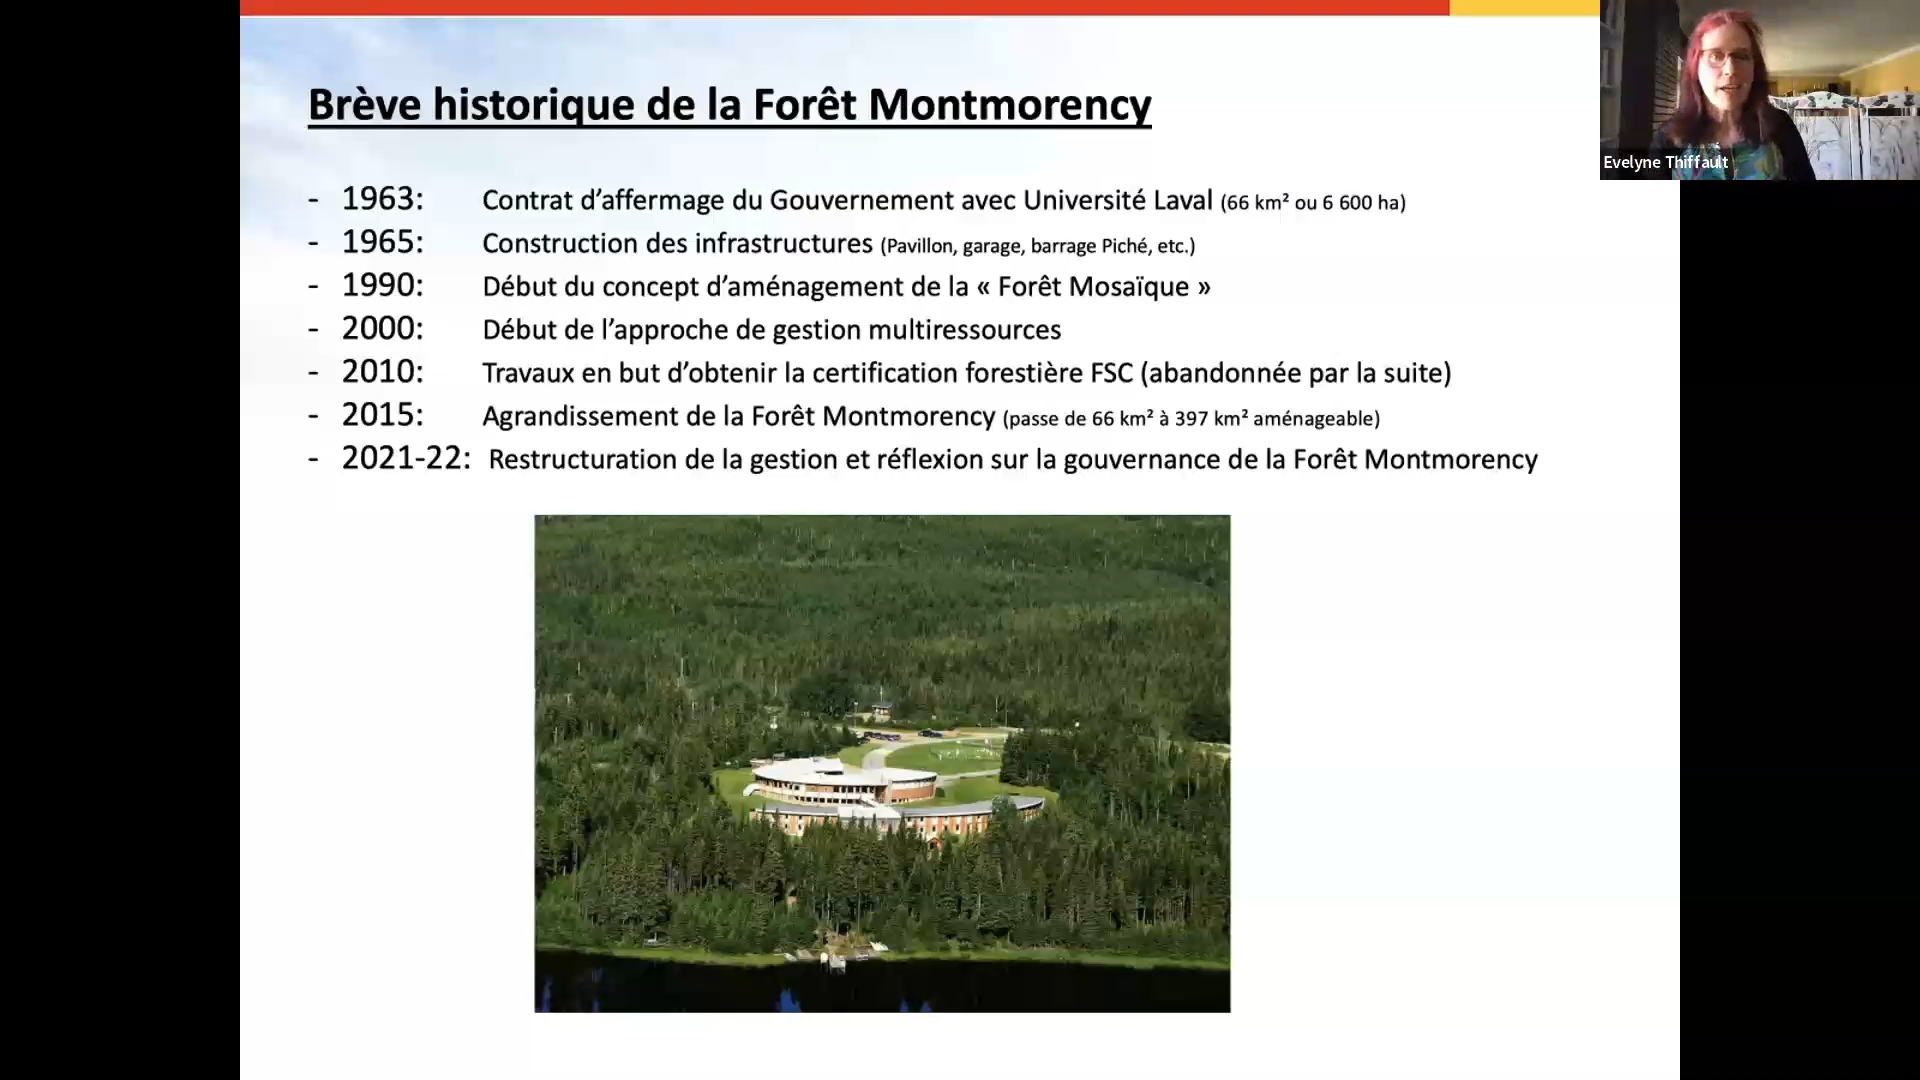 Brève historique de la Forêt Montmorency
Evelyne Thiffault
- 1963: Contrat d’affermage du Gouvernement avec Université Laval (66 km² ou 6 600 ha)
- 1965: Construction des infrastructures (Pavillon, garage, barrage Piché, etc.)
- 1990: Début du concept d’aménagement de la « Forêt Mosaïque »
- 2000: Début de l’approche de gestion multiressources
- 2010: Travaux en but d’obtenir la certification forestière FSC (abandonnée par la suite)
- 2015: Agrandissement de la Forêt Montmorency (passe de 66 km² à 397 km² aménageable)
- 2021-22: Restructuration de la gestion et réflexion sur la gouvernance de la Forêt Montmorency